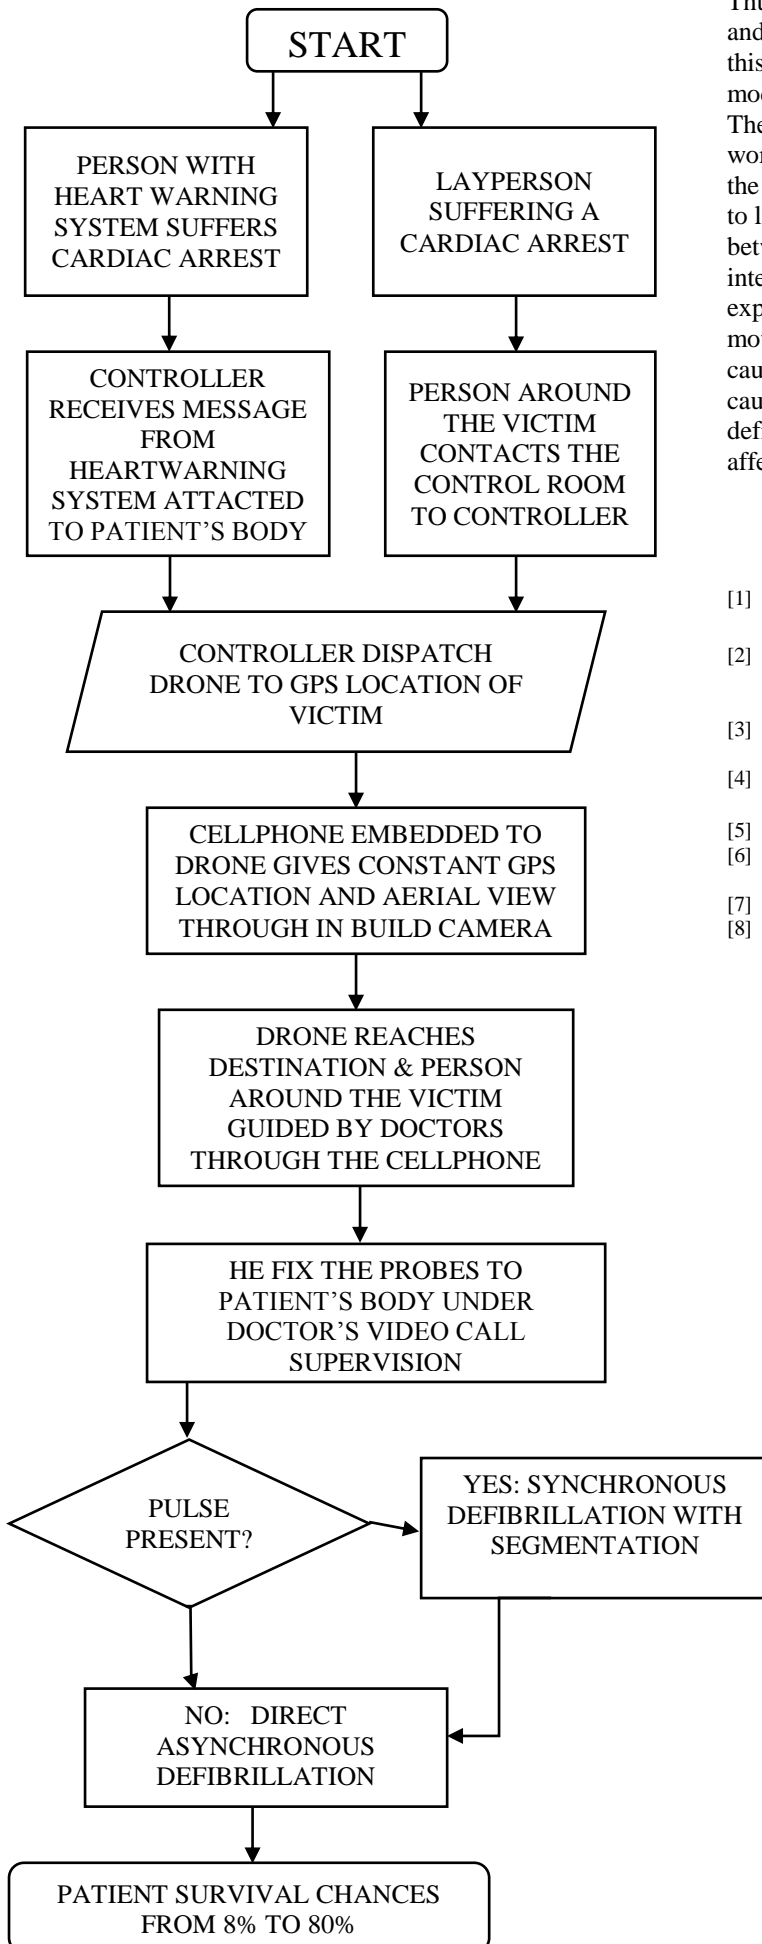 START
PERSON WITH
HEART WARNING
SYSTEM SUFFERS
CARDIAC ARREST
LAYPERSON
SUFFERING A
CARDIAC ARREST
CONTROLLER
RECEIVES MESSAGE
FROM
HEARTWARNING
SYSTEM ATTACTED
TO PATIENT’S BODY
PERSON AROUND
THE VICTIM
CONTACTS THE
CONTROL ROOM
TO CONTROLLER
CONTROLLER DISPATCH
DRONE TO GPS LOCATION OF
VICTIM
CELLPHONE EMBEDDED TO
DRONE GIVES CONSTANT GPS
LOCATION AND AERIAL VIEW
THROUGH IN BUILD CAMERA
DRONE REACHES
DESTINATION & PERSON
AROUND THE VICTIM
GUIDED BY DOCTORS
THROUGH THE CELLPHONE
HE FIX THE PROBES TO
PATIENT’S BODY UNDER
DOCTOR’S VIDEO CALL
SUPERVISION
PULSE
PRESENT?
YES: SYNCHRONOUS
DEFIBRILLATION WITH
SEGMENTATION
NO: DIRECT
ASYNCHRONOUS
DEFIBRILLATION
PATIENT SURVIVAL CHANCES
FROM 8% TO 80%
and
this
the
to l
[1]
[2]
[3]
[4]
[5]
[6]
[7]
[8]